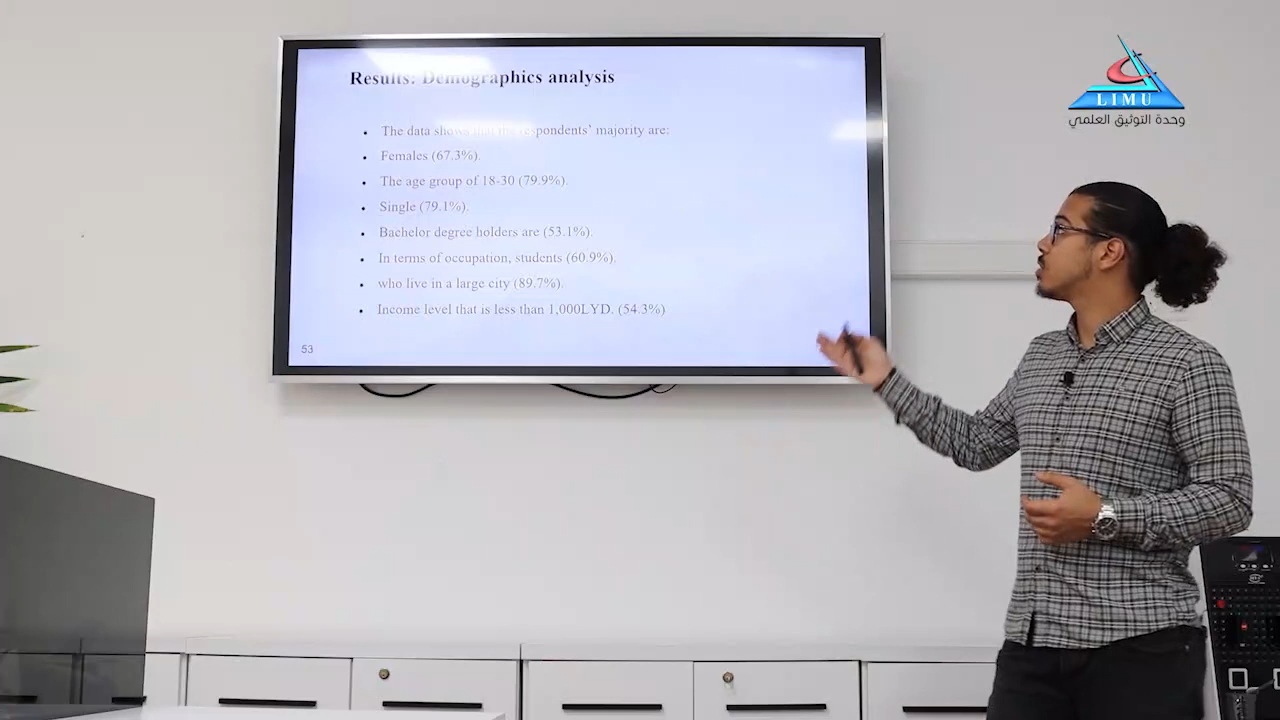 Results: Demographics analysis
The data shows that the respondents' majority are:
Females (67.3%).
The age group of 18-30 (79.9%).
Single (79.1%).
Bachelor degree holders are (53.1%).
In terms of occupation, students (60.9%).
who live in a large city (89.7%).
Income level that is less than 1,000LYD. (54.3%)
53
LIMU
وحدة التوثيق العلمي